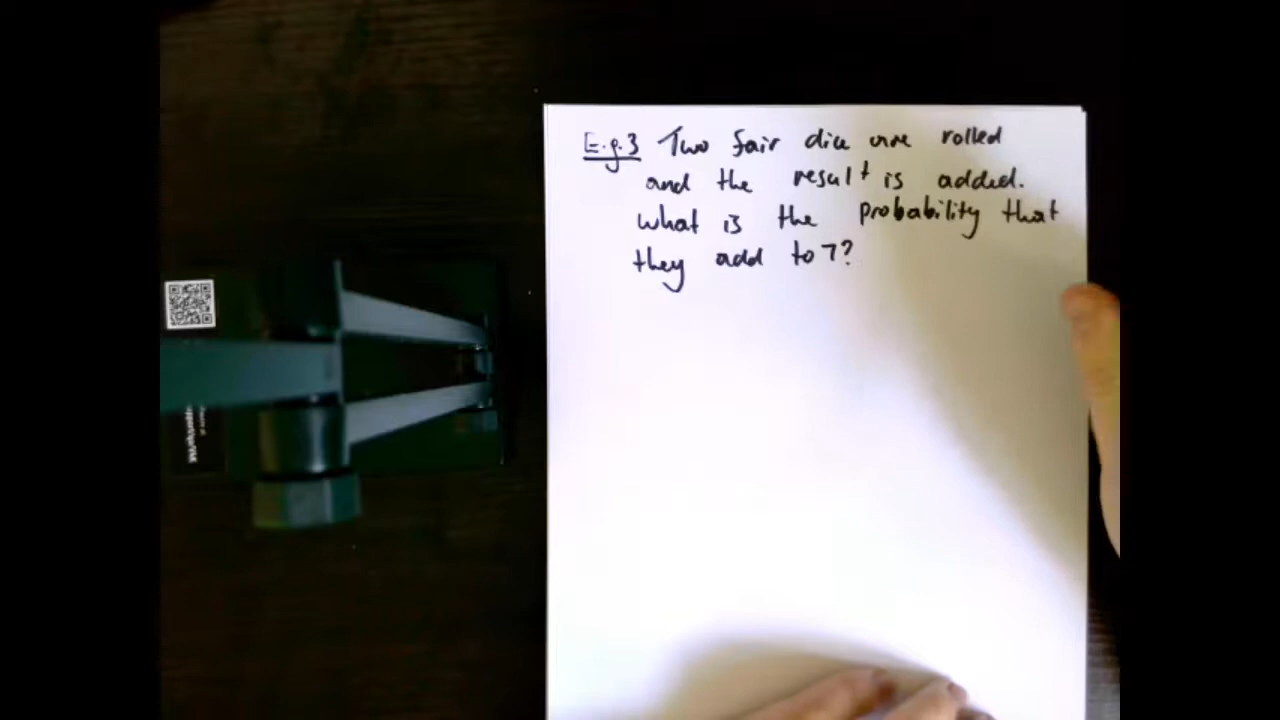 E.g.3 Two fair dice are rolled
and the result is added.
What is the probability that
they add to 7?